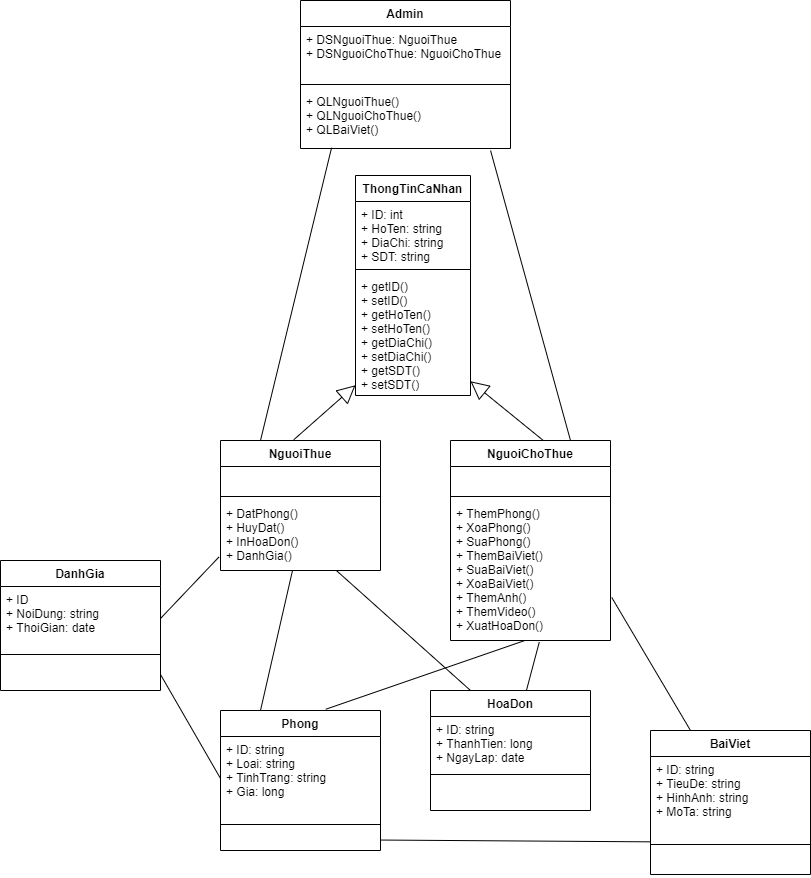 Admin
+ DSNguoiThue: NguoiThue
+ DSNguoiChoThue: NguoiChoThue
+ QLNguoiThue()
+ QLNguoiChoThue()
+ QLBaiViet()
ThongTinCaNhan
+ ID: int
+ HoTen: string
+ DiaChi: string
+ SDT: string
+ getID()
+ setID()
+ getHoTen()
+ setHoTen()
+ getDiaChi()
+ setDiaChi()
+ getSDT()
+ setSDT()
NguoiThue
+ DatPhong()
+ HuyDat()
+ InHoaDon()
+ DanhGia()
NguoiChoThue
+ ThemPhong()
+ XoaPhong()
+ SuaPhong()
+ ThemBaiViet()
+ SuaBaiViet()
+ XoaBaiViet()
+ ThemAnh()
+ ThemVideo()
+ XuatHoaDon()
DanhGia
+ ID
+ NoiDung: string
+ ThoiGian: date
Phong
+ ID: string
+ Loai: string
+ TinhTrang: string
+ Gia: long
HoaDon
+ ID: string
+ ThanhTien: long
+ NgayLap: date
BaiViet
+ ID: string
+ TieuDe: string
+ HinhAnh: string
+ MoTa: string